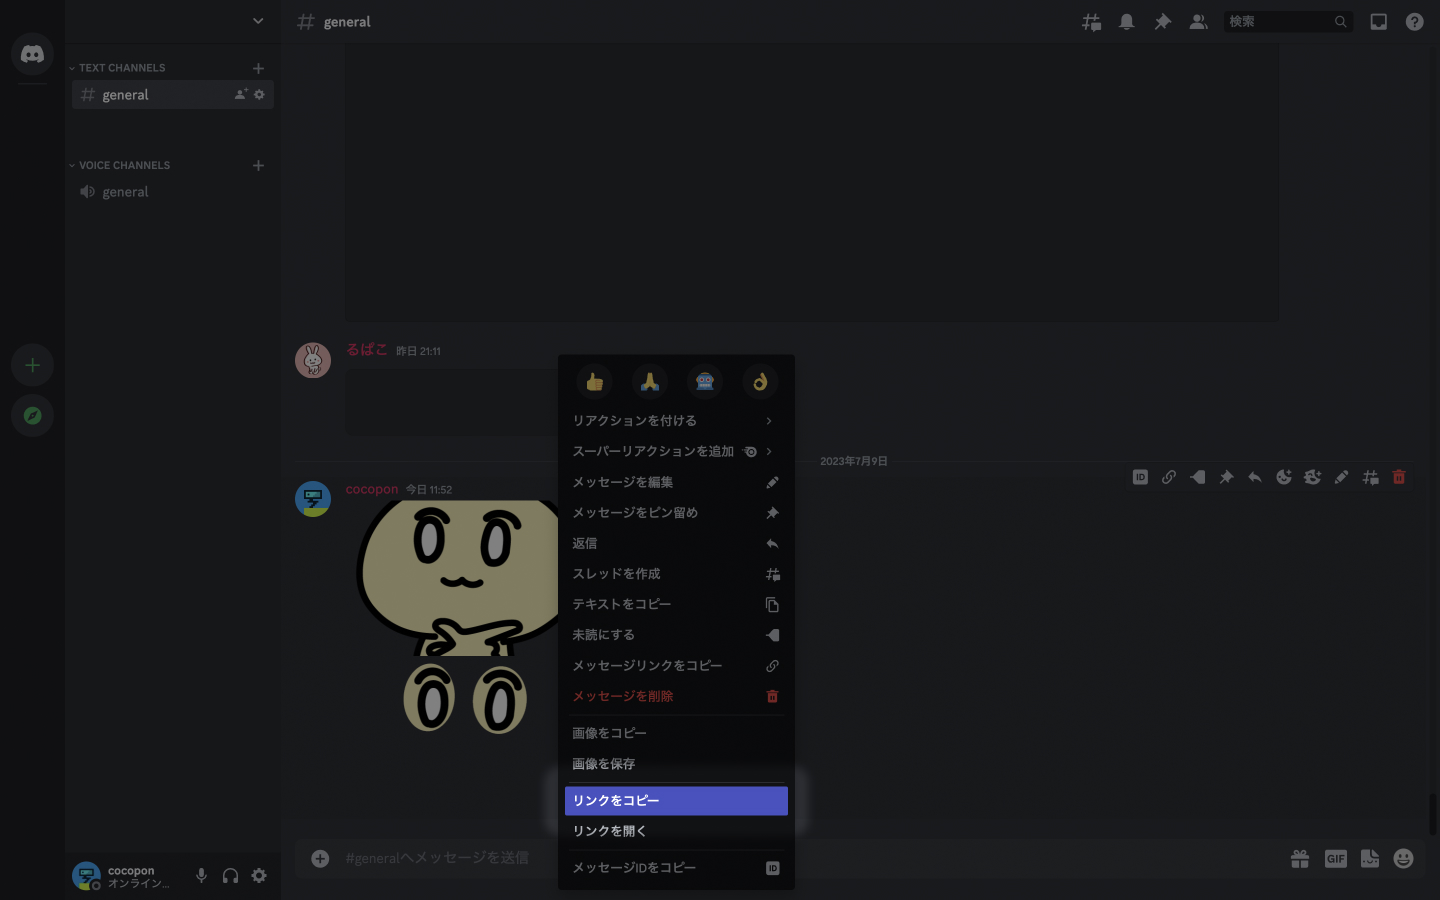 general
検索
TEXT CHANNELS
general
VOICE CHANNELS
general
るぱこ 昨日 21:11
2023年7月9日
cocopon 今日 11:52
リアクションを付ける
スーパーリアクションを追加
メッセージを編集
メッセージをピン留め
返信
スレッドを作成
テキストをコピー
未読にする
メッセージリンクをコピー
メッセージを削除
画像をコピー
画像を保存
リンクをコピー
リンクを開く
メッセージIDをコピー
ID
ID
#generalへメッセージを送信
GIF
cocopon
オンライン...